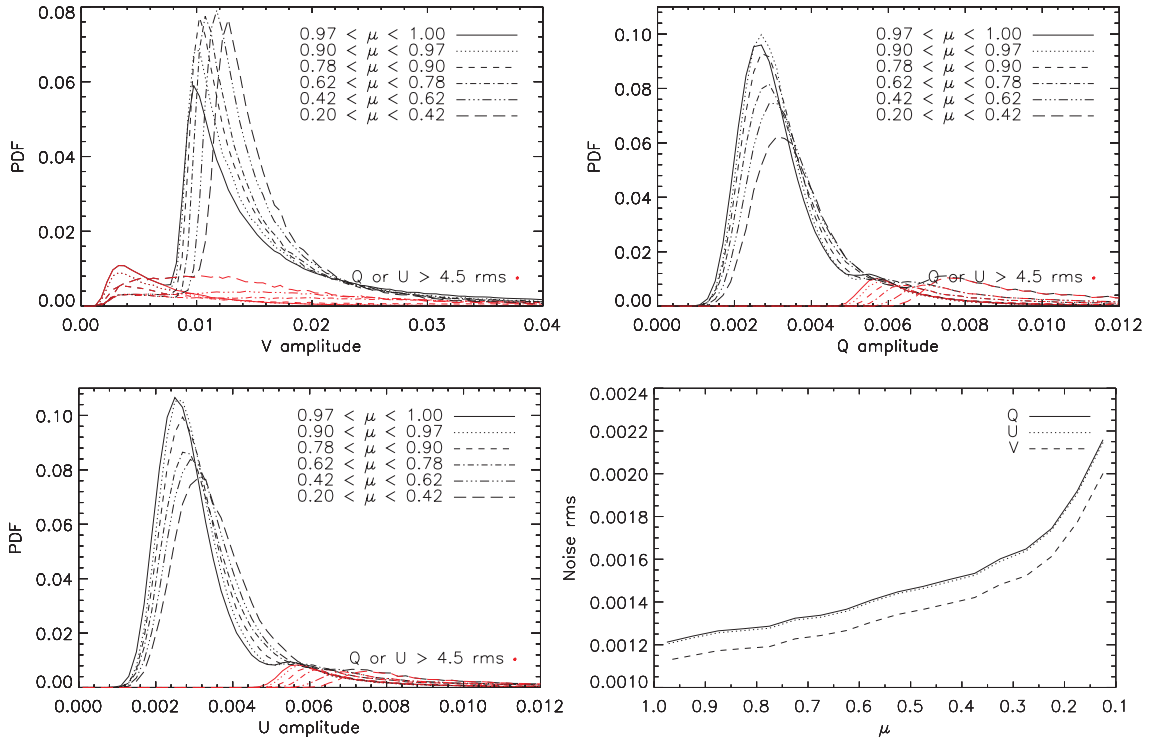 0.97 < μ < 1.00
0.90 < μ < 0.97
0.78 < μ < 0.90
0.62 < μ < 0.78
0.42 < μ < 0.62
0.20 < μ < 0.42
Q or U > 4.5 rms
0.08
0.06
0.04
0.02
0.00
PDF
0.00 0.01 0.02 0.03 0.04
V amplitude
0.97 < μ < 1.00
0.90 < μ < 0.97
0.78 < μ < 0.90
0.62 < μ < 0.78
0.42 < μ < 0.62
0.20 < μ < 0.42
Q or U > 4.5 rms
0.10
0.08
0.06
0.04
0.02
0.00
PDF
0.000 0.002 0.004 0.006 0.008 0.010 0.012
Q amplitude
0.97 < μ < 1.00
0.90 < μ < 0.97
0.78 < μ < 0.90
0.62 < μ < 0.78
0.42 < μ < 0.62
0.20 < μ < 0.42
Q or U > 4.5 rms
0.10
0.08
0.06
0.04
0.02
0.00
PDF
0.000 0.002 0.004 0.006 0.008 0.010 0.012
U amplitude
Q
U
V
0.0024
0.0022
0.0020
0.0018
0.0016
0.0014
0.0012
0.0010
Noise rms
1.0 0.9 0.8 0.7 0.6 0.5 0.4 0.3 0.2 0.1
μ